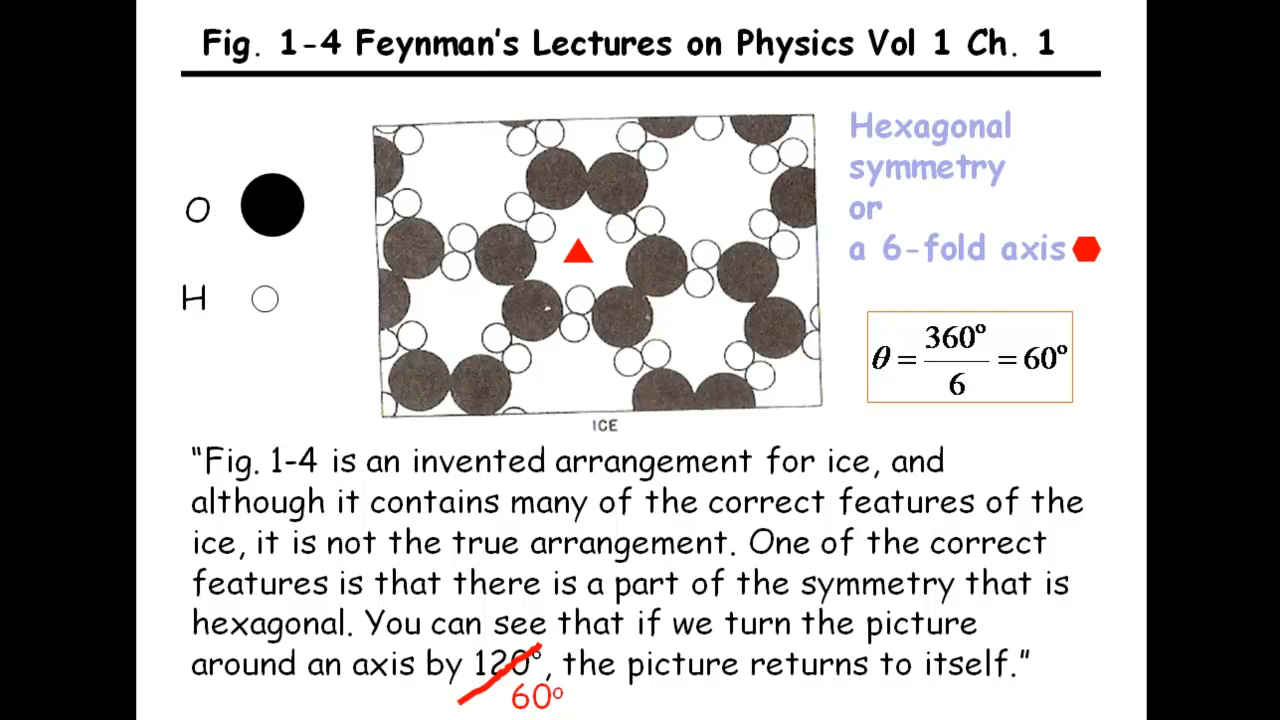 Fig. 1-4 Feynman's Lectures on Physics Vol 1 Ch. 1
Hexagonal
symmetry
or
a 6-fold axis
O
H
θ = 360° / 6 = 60°
ICE
“Fig. 1-4 is an invented arrangement for ice, and
although it contains many of the correct features of the
ice, it is not the true arrangement. One of the correct
features is that there is a part of the symmetry that is
hexagonal. You can see that if we turn the picture
around an axis by 120°, the picture returns to itself.”
60°